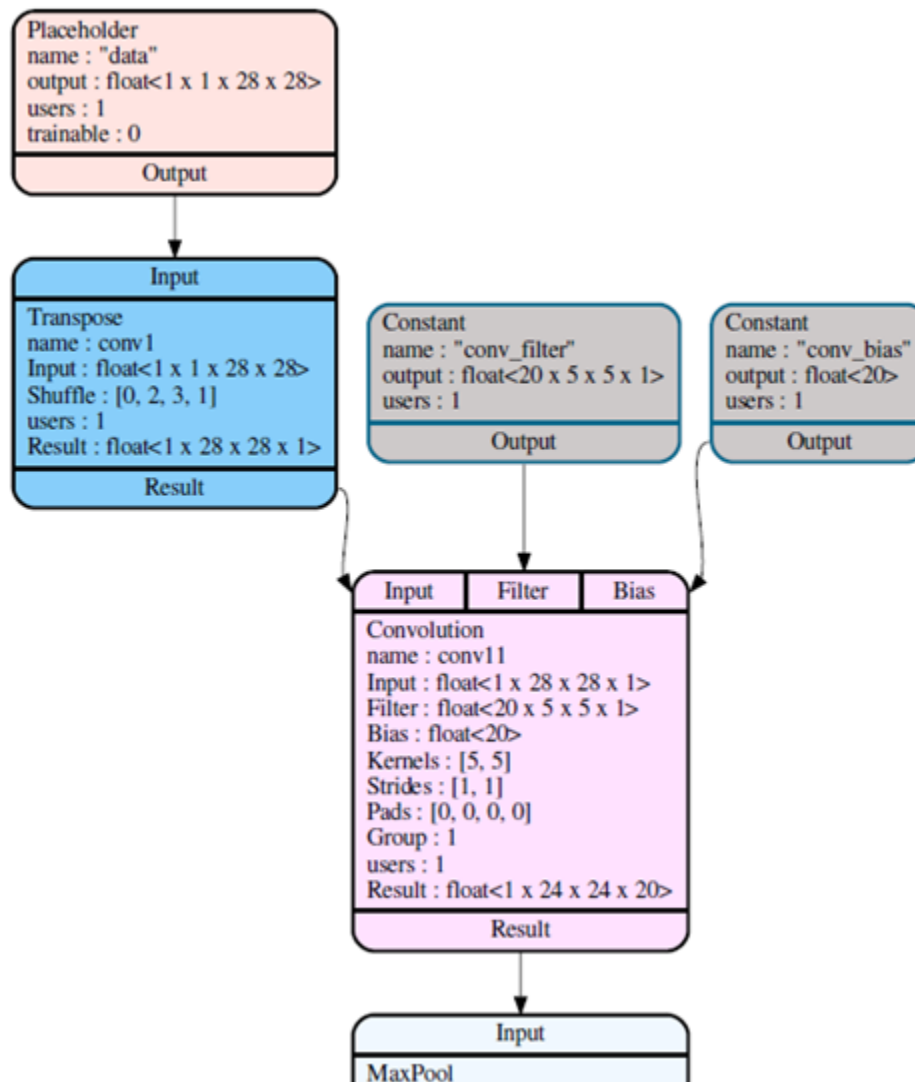 Placeholder
name : "data"
output : float<1 x 1 x 28 x 28>
users : 1
trainable : 0
Output
Input
Transpose
name : conv1
Input : float<1 x 1 x 28 x 28>
Shuffle : [0, 2, 3, 1]
users : 1
Result : float<1 x 28 x 28 x 1>
Result
Constant
name : "conv_filter"
output : float<20 x 5 x 5 x 1>
users : 1
Output
Constant
name : "conv_bias"
output : float<20>
users : 1
Output
Input Filter Bias
Convolution
name : conv11
Input : float<1 x 28 x 28 x 1>
Filter : float<20 x 5 x 5 x 1>
Bias : float<20>
Kernels : [5, 5]
Strides : [1, 1]
Pads : [0, 0, 0, 0]
Group : 1
users : 1
Result : float<1 x 24 x 24 x 20>
Result
Input
MaxPool